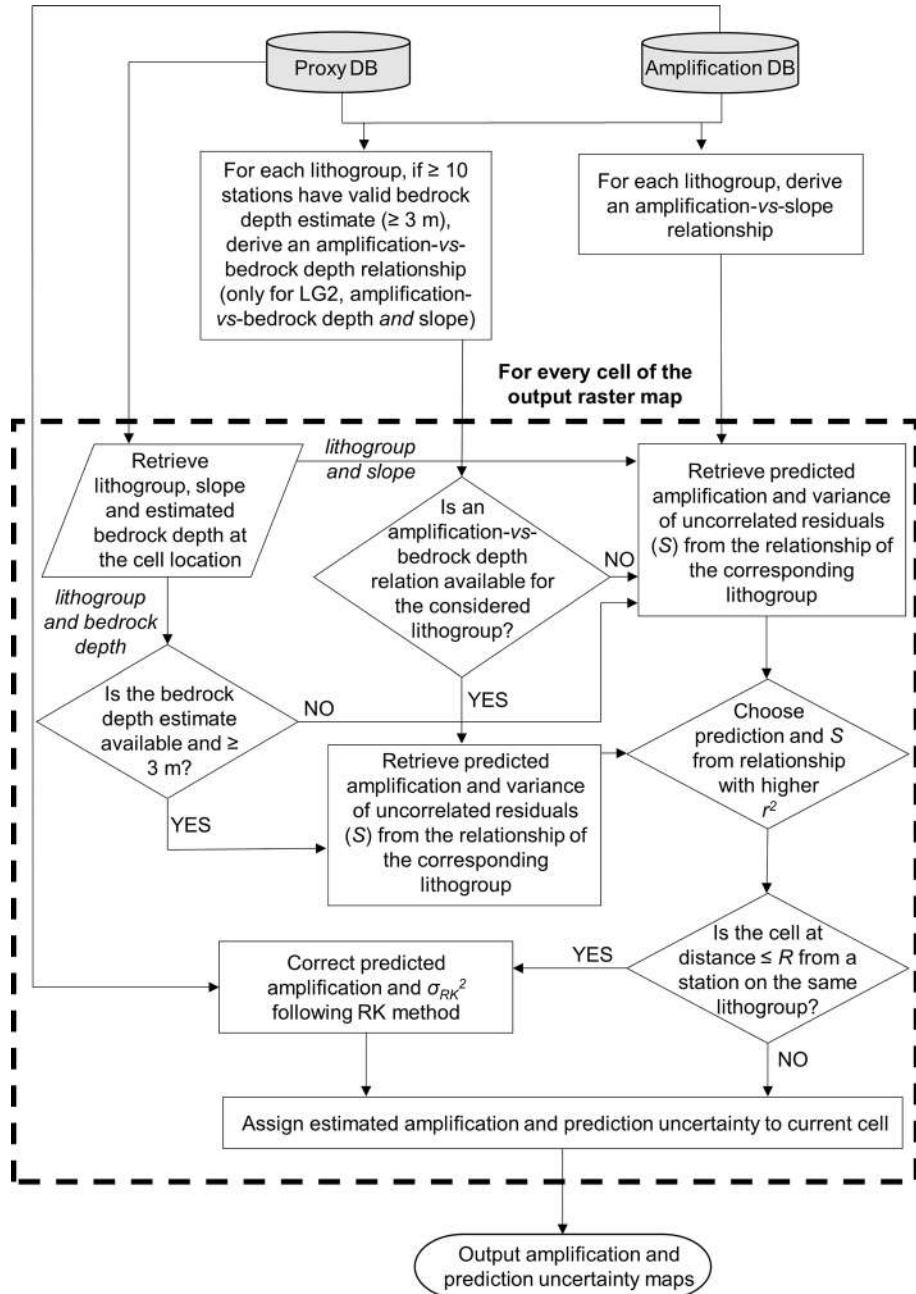 Proxy DB
Amplification DB
For each lithogroup, if ≥ 10
stations have valid bedrock
depth estimate (≥ 3 m),
derive an amplification-vs-
bedrock depth relationship
(only for LG2, amplification-
vs-bedrock depth and slope)
For each lithogroup, derive
an amplification-vs-slope
relationship
For every cell of the
output raster map
Retrieve
lithogroup, slope
and estimated
bedrock depth at
the cell location
lithogroup
and slope
Is an
amplification-vs-
bedrock depth
relation available for
the considered
lithogroup?
NO
Retrieve predicted
amplification and variance
of uncorrelated residuals
(S) from the relationship of
the corresponding
lithogroup
lithogroup
and bedrock
depth
Is the bedrock
depth estimate
available and ≥
3 m?
NO
YES
YES
Retrieve predicted
amplification and variance
of uncorrelated residuals
(S) from the relationship of
the corresponding
lithogroup
Choose
prediction and S
from relationship
with higher
r²
Is the cell at
distance ≤ R from a
station on the same
lithogroup?
YES
NO
Correct predicted
amplification and σRK²
following RK method
Assign estimated amplification and prediction uncertainty to current cell
Output amplification and
prediction uncertainty maps